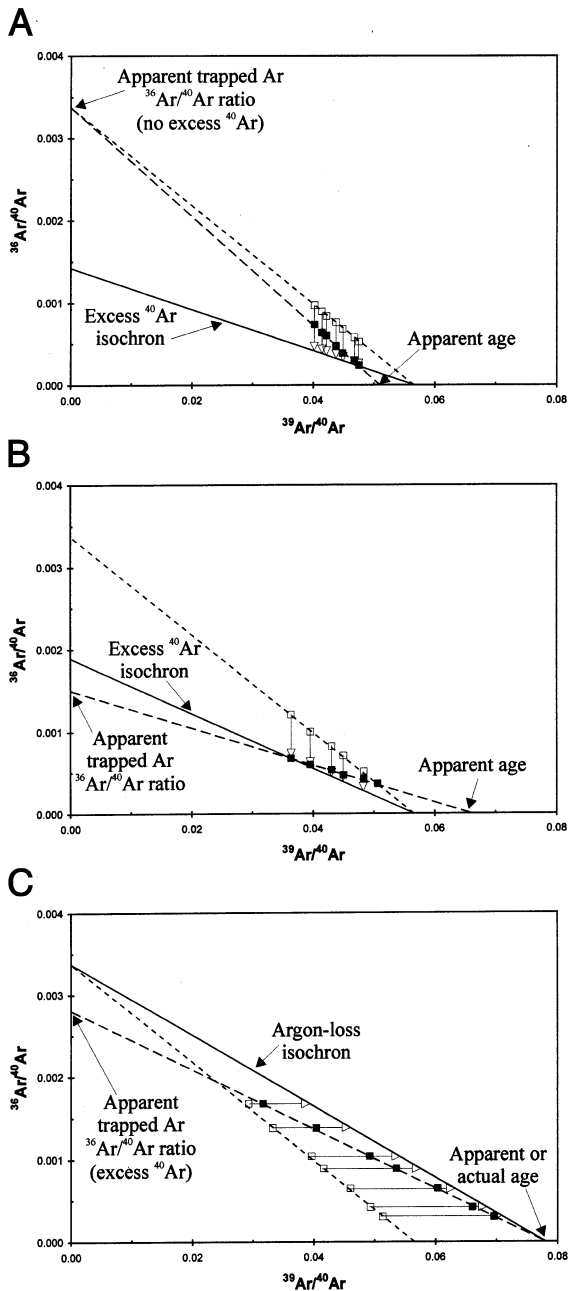 A
0.004
Apparent trapped Ar
³⁶Ar/⁴⁰Ar ratio
(no excess ⁴⁰Ar)
0.003
³⁶Ar/⁴⁰Ar
0.002
Excess ⁴⁰Ar
isochron
0.001
Apparent age
0.000
0.00 0.02 0.04 0.06 0.08
³⁹Ar/⁴⁰Ar
B
0.004
0.003
³⁶Ar/⁴⁰Ar
0.002
Excess ⁴⁰Ar
isochron
0.001
Apparent
trapped Ar
³⁶Ar/⁴⁰Ar ratio
Apparent age
0.000
0.00 0.02 0.04 0.06 0.08
³⁹Ar/⁴⁰Ar
C
0.004
0.003
³⁶Ar/⁴⁰Ar
Argon-loss
isochron
0.002
Apparent
trapped Ar
³⁶Ar/⁴⁰Ar ratio
(excess ⁴⁰Ar)
0.001
Apparent or
actual age
0.000
0.00 0.02 0.04 0.06 0.08
³⁹Ar/⁴⁰Ar